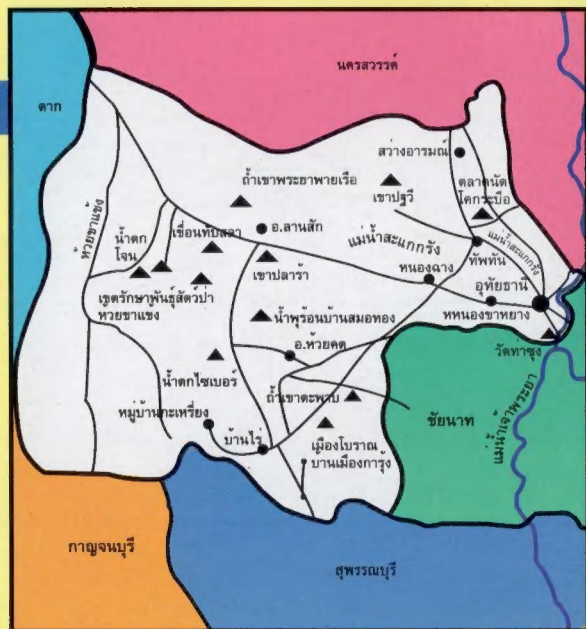 นครสวรรค์
ตาก
สว่างอารมณ์
ตลาดนัด
โคกระบือ
ถ้ำเขาพระฮาพายเรือ
เขาปฐวี
ห้วยขาแข้ง
น้ำตก
โจน
เขื่อนทับสลา
อ.ลานสัก
แม่น้ำสะแกกรัง
แม่น้ำสะแกกรัง
ทัพทัน
เขาปลาร้า
หนองฉาง
อุทัยธานี
เขตรักษาพันธุ์สัตว์ป่า
หวยขาแขง
น้ำพุร้อนบ้านสมอทอง
หหนองขาหยาง
วัดท่าซุง
อ.ห้วยคต
น้ำตกไซเบอร์
ถ้ำเขาตะพาบ
ชัยนาท
แม่น้ำเจ้าพระยา
หมู่บ้านกะเหรี่ยง
บ้านไร่
เมืองโบราณ
บานเมืองการุ้ง
กาญจนบุรี
สุพรรณบุรี